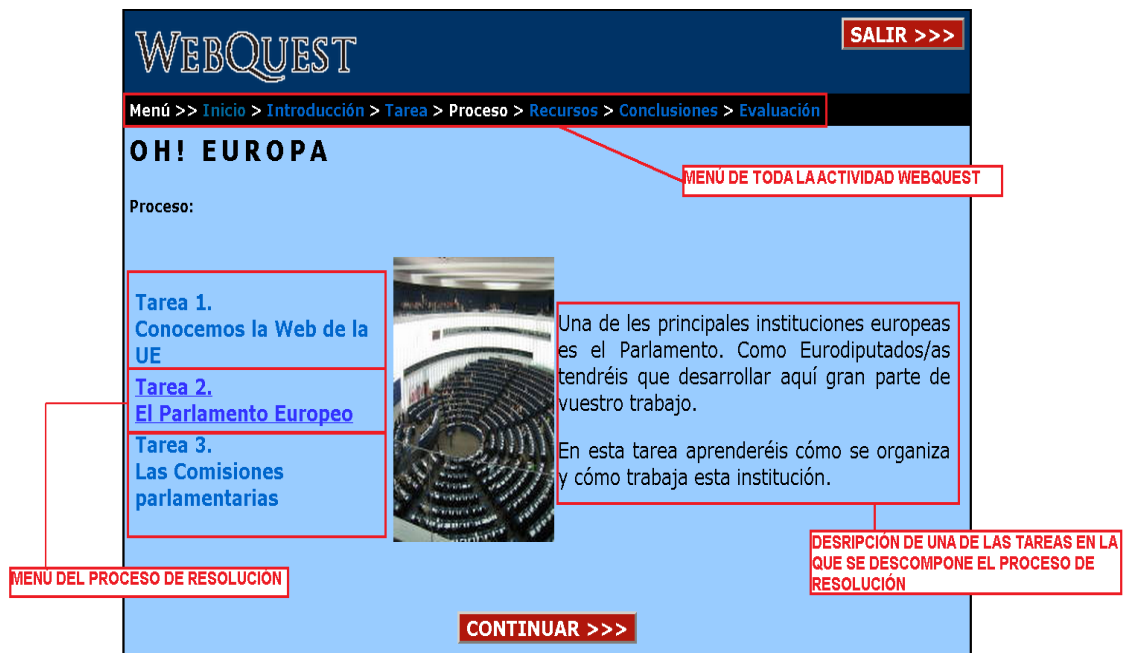 WEBQUEST
SALIR >>>
Menú >> Inicio > Introducción > Tarea > Proceso > Recursos > Conclusiones > Evaluación
OH! EUROPA
MENÚ DE TODA LA ACTIVIDAD WEBQUEST
Proceso:
Tarea 1.
Conocemos la Web de la
UE
Tarea 2.
El Parlamento Europeo
Tarea 3.
Las Comisiones
parlamentarias
Una de les principales instituciones europeas
es el Parlamento. Como Eurodiputados/as
tendréis que desarrollar aquí gran parte de
vuestro trabajo.
En esta tarea aprenderéis cómo se organiza
y cómo trabaja esta institución.
DESRIPCIÓN DE UNA DE LAS TAREAS EN LA
QUE SE DESCOMPONE EL PROCESO DE
RESOLUCIÓN
MENÚ DEL PROCESO DE RESOLUCIÓN
CONTINUAR >>>